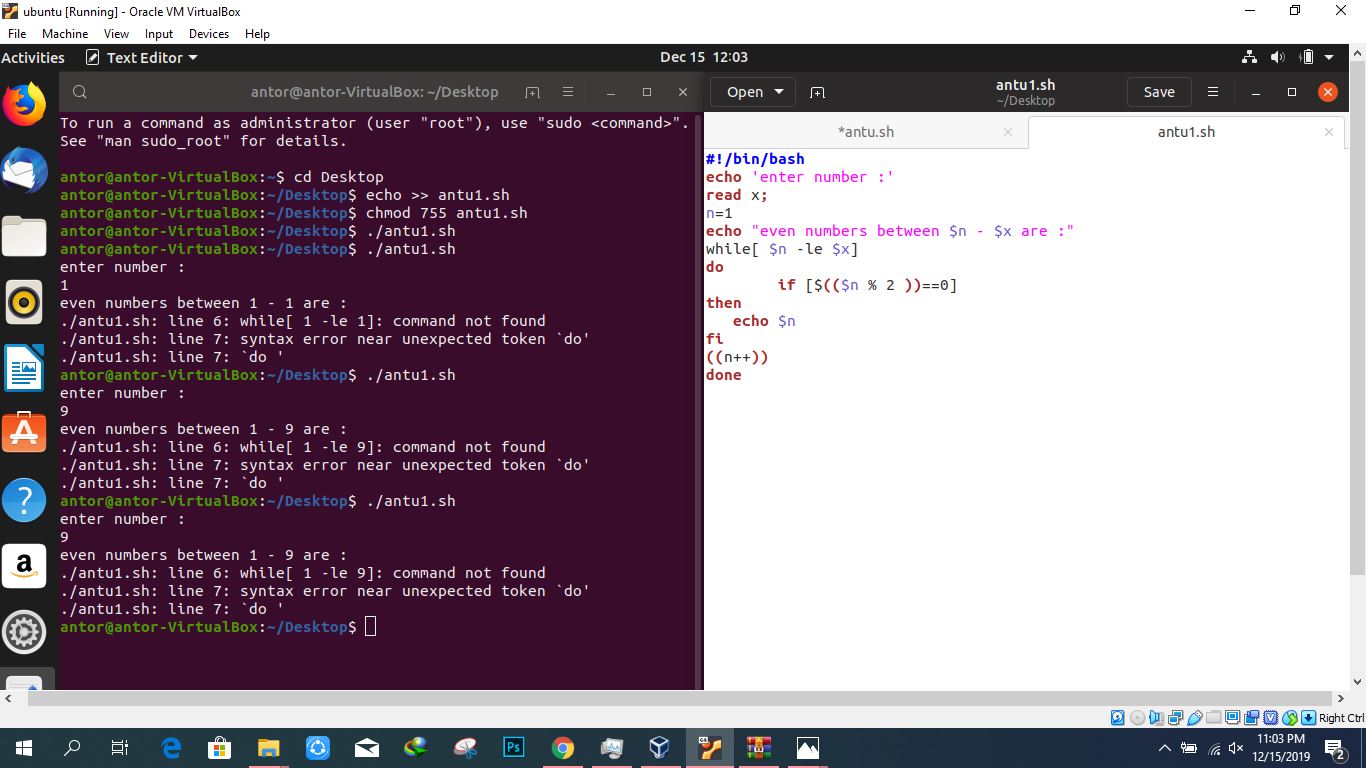 ubuntu [Running] - Oracle VM VirtualBox
File Machine View Input Devices Help
Activities Text Editor Dec 15 12:03
antor@antor-VirtualBox: ~/Desktop
To run a command as administrator (user "root"), use "sudo <command>".
See "man sudo_root" for details.
antor@antor-VirtualBox:~$ cd Desktop
antor@antor-VirtualBox:~/Desktop$ echo >> antu1.sh
antor@antor-VirtualBox:~/Desktop$ chmod 755 antu1.sh
antor@antor-VirtualBox:~/Desktop$ ./antu1.sh
antor@antor-VirtualBox:~/Desktop$ ./antu1.sh
enter number :
1
even numbers between 1 - 1 are :
./antu1.sh: line 6: while[ 1 -le 1]: command not found
./antu1.sh: line 7: syntax error near unexpected token `do'
./antu1.sh: line 7: `do '
antor@antor-VirtualBox:~/Desktop$ ./antu1.sh
enter number :
9
even numbers between 1 - 9 are :
./antu1.sh: line 6: while[ 1 -le 9]: command not found
./antu1.sh: line 7: syntax error near unexpected token `do'
./antu1.sh: line 7: `do '
antor@antor-VirtualBox:~/Desktop$ ./antu1.sh
enter number :
9
even numbers between 1 - 9 are :
./antu1.sh: line 6: while[ 1 -le 9]: command not found
./antu1.sh: line 7: syntax error near unexpected token `do'
./antu1.sh: line 7: `do '
antor@antor-VirtualBox:~/Desktop$
Open antu1.sh Save
~/Desktop
*antu.sh antu1.sh
#!/bin/bash
echo 'enter number :'
read x;
n=1
echo "even numbers between $n - $x are :"
while[ $n -le $x]
do
if [$(($n % 2 ))==0]
then
echo $n
fi
((n++))
done
Right Ctrl
Ps
11:03 PM
12/15/2019
2